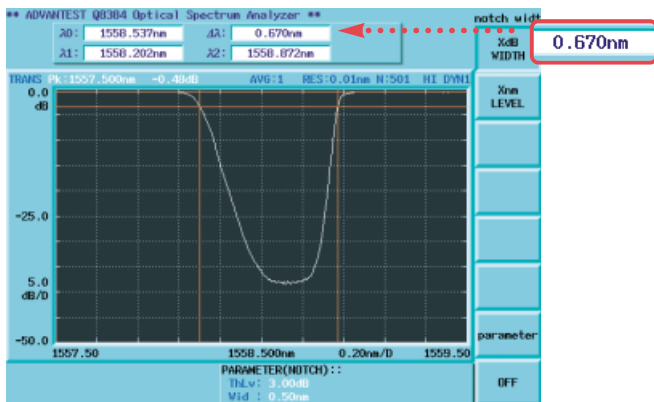 ** ADVANTEST Q8384 Optical Spectrum Analyzer **
notch widt
λ0: 1558.537nm Δλ: 0.670nm
λ1: 1558.202nm λ2: 1558.872nm
XdB WIDTH
0.670nm
TRANS Pk:1557.500nm -0.48dB AVG:1 RES:0.01nm N:501 HI DYN1
0.0
dB
Xnm
LEVEL
-25.0
5.0
dB/D
-50.0
parameter
1557.50 1558.500nm 0.20nm/D 1559.50
PARAMETER(NOTCH)::
ThLv: 3.00dB
Wid : 0.50nm
OFF